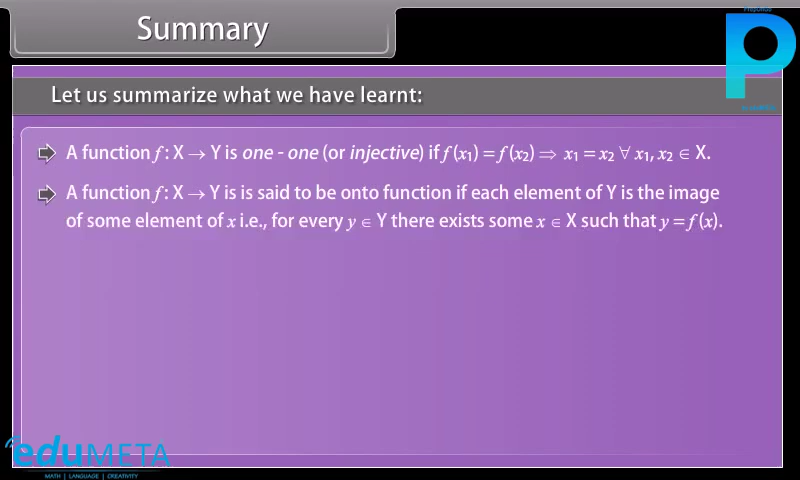 Summary
P
Let us summarize what we have learnt:
A function f : X → Y is one - one (or injective) if f (x₁) = f (x₂) ⇒ x₁ = x₂ ∀ x₁, x₂ ∈ X.
A function f : X → Y is is said to be onto function if each element of Y is the image
of some element of x i.e., for every y ∈ Y there exists some x ∈ X such that y = f (x).
eduMETA
MATH | LANGUAGE | CREATIVITY